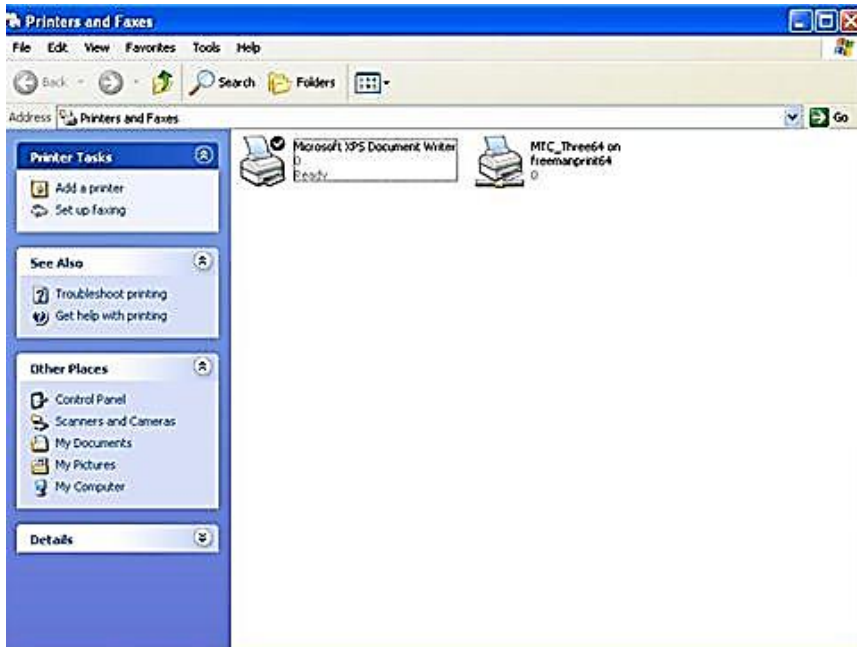 Printers and Faxes
File Edit View Favorites Tools Help
Back Search Folders
Address Printers and Faxes Go
Printer Tasks
Add a printer
Set up faxing
See Also
Troubleshoot printing
Get help with printing
Other Places
Control Panel
Scanners and Cameras
My Documents
My Pictures
My Computer
Details
Microsoft XPS Document Writer
0
Ready
MTC_Three64 on
freemanprint64
0